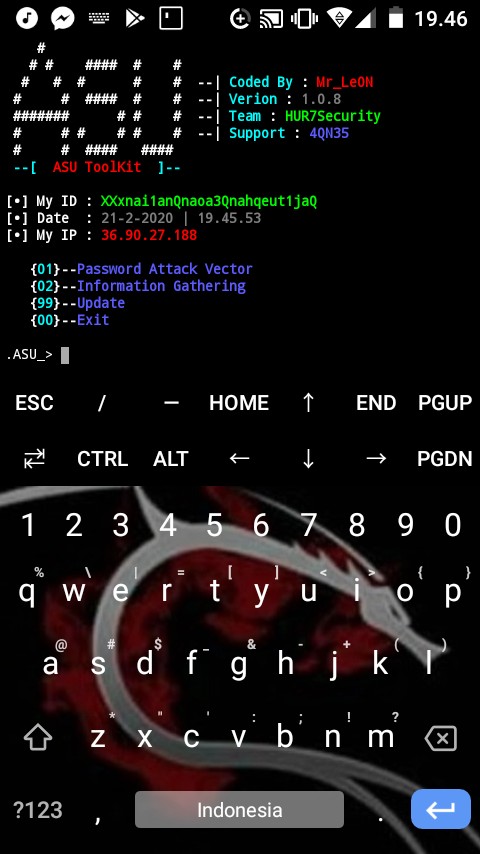 19.46
--| Coded By : Mr_Le0N
--| Verion : 1.0.8
--| Team : HUR7Security
--| Support : 4QN35
--[ ASU ToolKit ]--
[•] My ID : XXxnai1anQnaoa3Qnahqeut1jaQ
[•] Date : 21-2-2020 | 19.45.53
[•] My IP : 36.90.27.188
{01}--Password Attack Vector
{02}--Information Gathering
{99}--Update
{00}--Exit
.ASU_>
ESC / — HOME ↑ END PGUP
⇄ CTRL ALT ← ↓ → PGDN
1 2 3 4 5 6 7 8 9 0
% \ | = [ ] < > { }
q w e r t y u i o p
@ # $ _ & - + ( )
a s d f g h j k l
* " ' : ; ! ?
z x c v b n m
?123 , Indonesia .